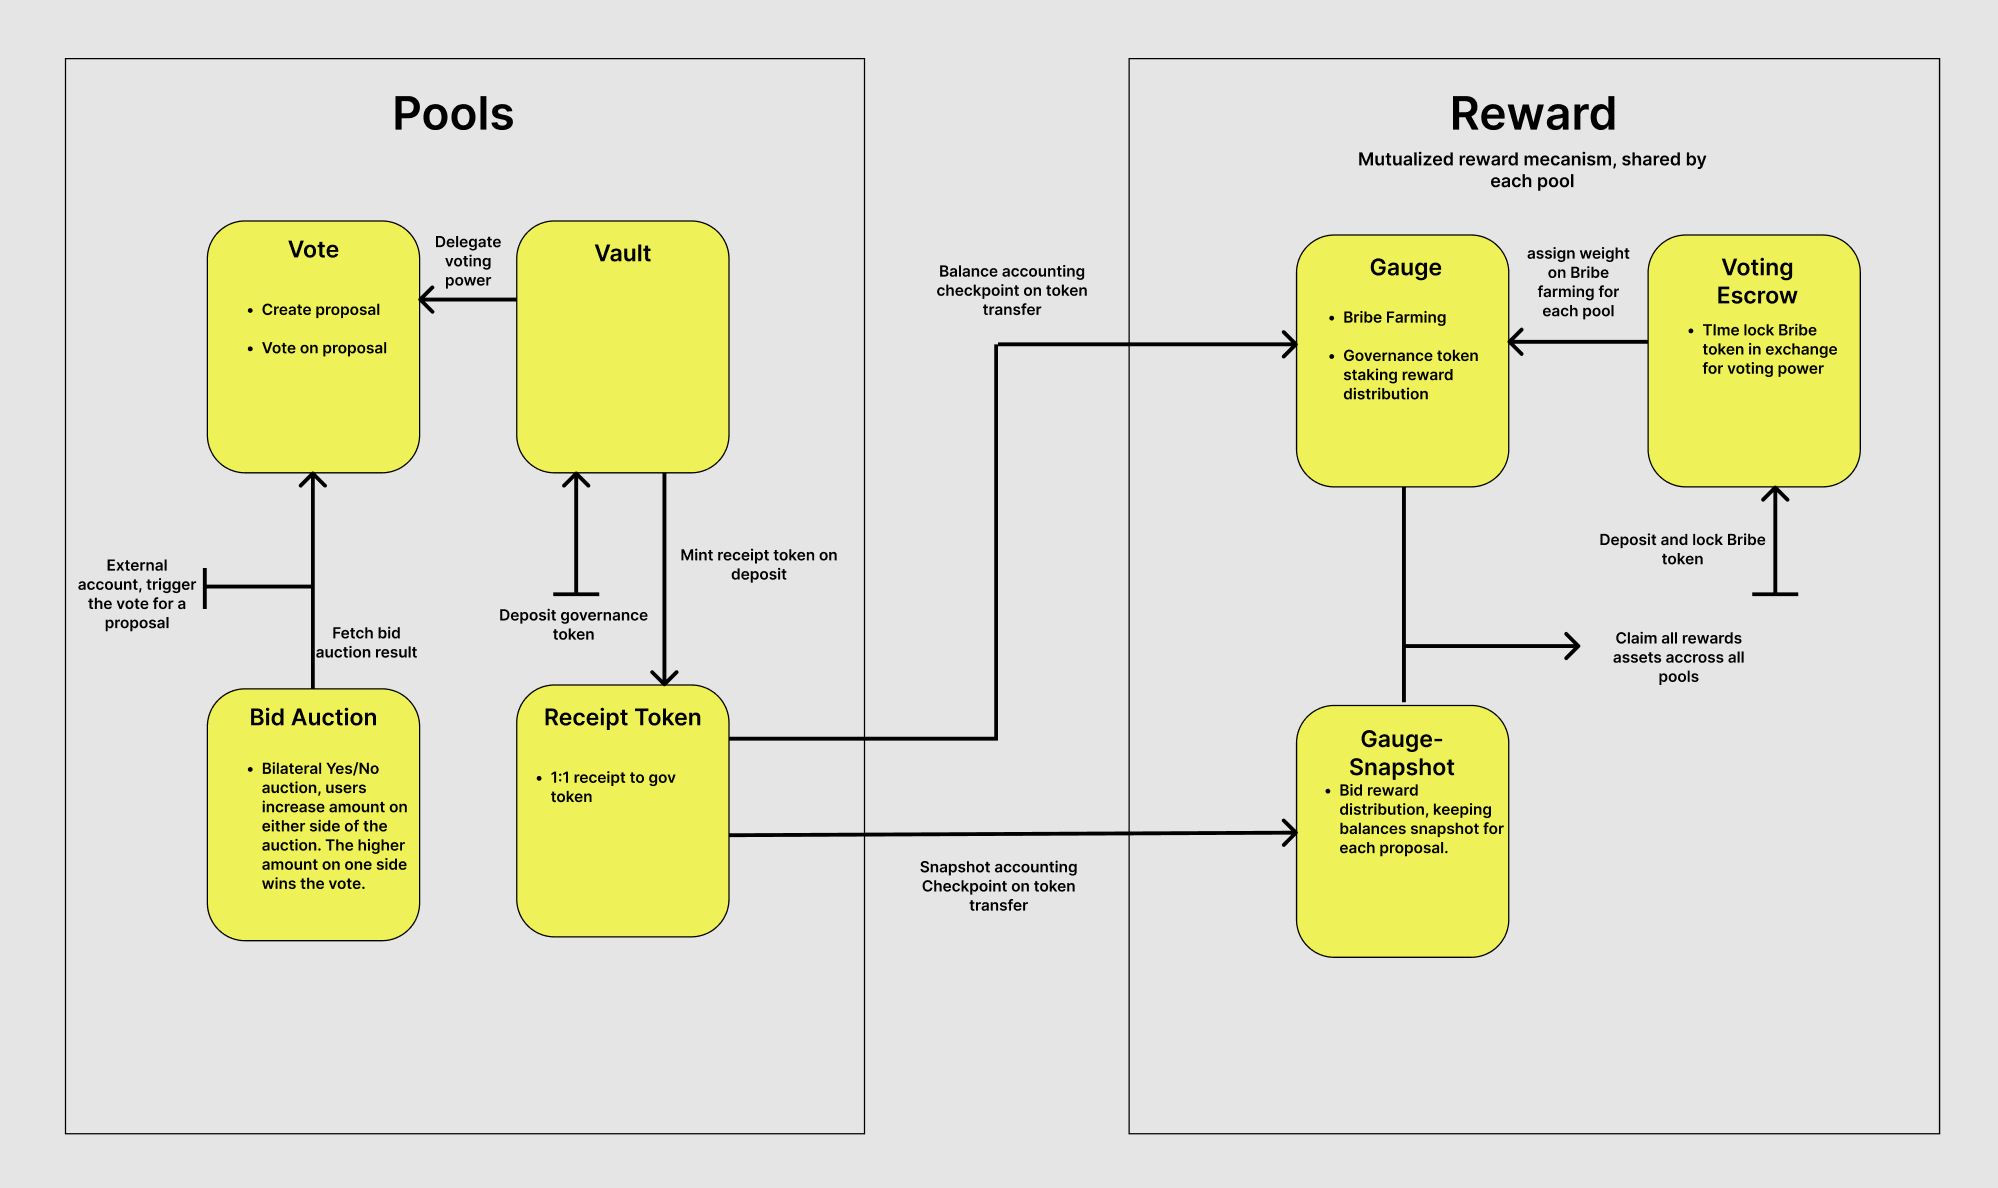 Pools
Vote
• Create proposal
• Vote on proposal
Delegate
voting
power
Vault
External
account, trigger
the vote for a
proposal
Fetch bid
auction result
Deposit governance
token
Mint receipt token on
deposit
Bid Auction
• Bilateral Yes/No
auction, users
increase amount on
either side of the
auction. The higher
amount on one side
wins the vote.
Receipt Token
• 1:1 receipt to gov
token
Balance accounting
checkpoint on token
transfer
Snapshot accounting
Checkpoint on token
transfer
Reward
Mutualized reward mecanism, shared by
each pool
Gauge
• Bribe Farming
• Governance token
staking reward
distribution
assign weight
on Bribe
farming for
each pool
Voting
Escrow
• TIme lock Bribe
token in exchange
for voting power
Deposit and lock Bribe
token
Claim all rewards
assets accross all
pools
Gauge-
Snapshot
• Bid reward
distribution, keeping
balances snapshot for
each proposal.